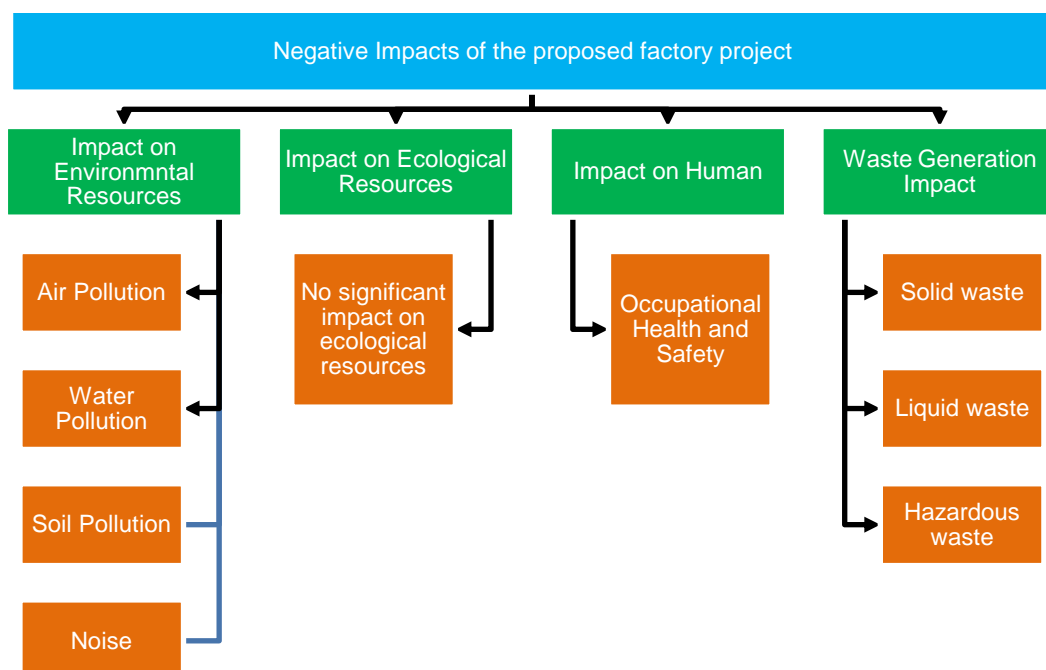 Negative Impacts of the proposed factory project
Impact on
Environmntal
Resources
Impact on Ecological
Resources
Impact on Human
Waste Generation
Impact
Air Pollution
Water
Pollution
Soil Pollution
Noise
No significant
impact on
ecological
resources
Occupational
Health and
Safety
Solid waste
Liquid waste
Hazardous
waste